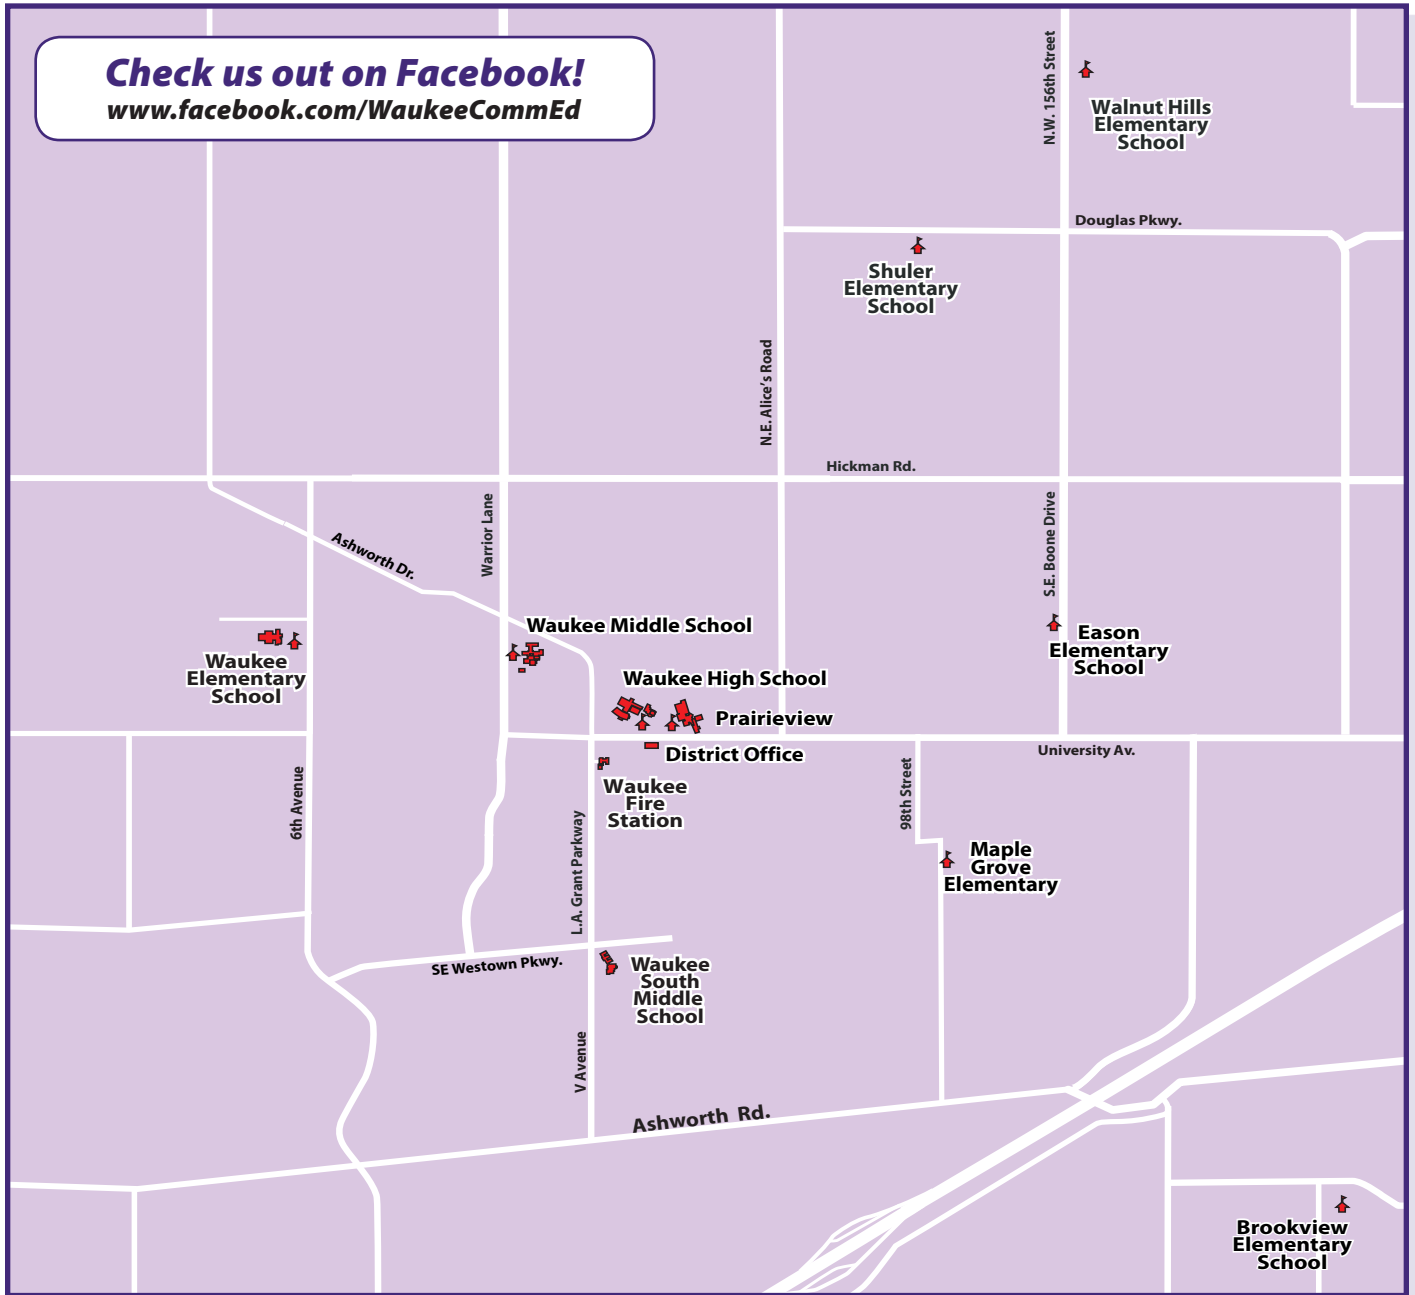 Check us out on Facebook!
www.facebook.com/WaukeeCommEd
N.W. 156th Street
Walnut Hills
Elementary
School
Douglas Pkwy.
Shuler
Elementary
School
N.E. Alice's Road
Hickman Rd.
Warrior Lane
S.E. Boone Drive
Ashworth Dr.
Waukee Middle School
Eason
Elementary
School
Waukee
Elementary
School
Waukee High School
Prairieview
District Office
University Av.
Waukee
Fire
Station
6th Avenue
98th Street
L.A. Grant Parkway
Maple
Grove
Elementary
SE Westown Pkwy.
Waukee
South
Middle
School
V Avenue
Ashworth Rd.
Brookview
Elementary
School